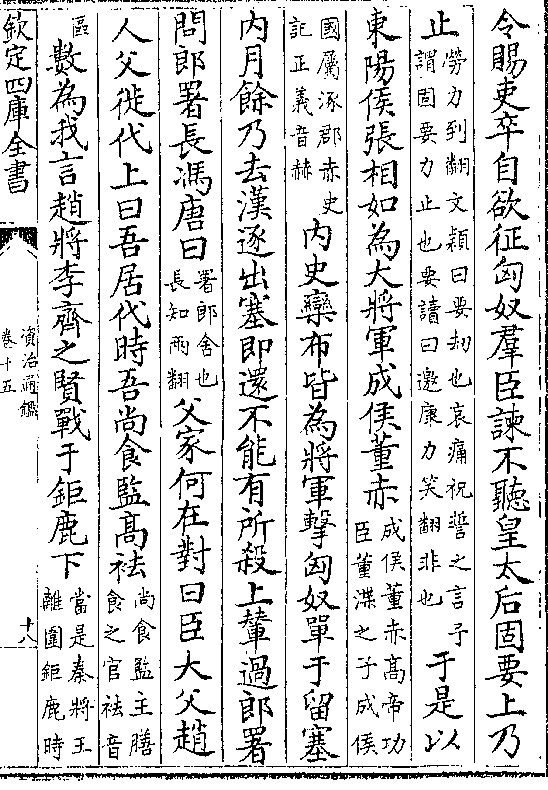 令賜吏卒自欲征匈奴羣臣諫不聽皇太后固要上乃
止
勞力到翻文穎曰要刼也哀痛祝誓之言予
謂固要力止也要讀曰邀康力笑翻非也
于是以
東陽侯張相如為大將軍成侯董赤
成侯董赤高帝功
臣董渫之子成侯
國屬涿郡赤史
記正義音赫
内史欒布皆為將軍擊匈奴單于留塞
内月餘乃去漢逐出塞即還不能有所殺上輦過郎署
問郎署長馮唐曰
署郎舍也
長知兩翻
父家何在對曰臣大父趙
人父徙代上曰吾居代時吾尚食監高祛
尚食監主膳
食之官祛音
區
數為我言趙將李齊之賢戰于鉅鹿下
當是秦將王
離圍鉅鹿時
欽定四庫全書
資治通鑑
卷十五
十八